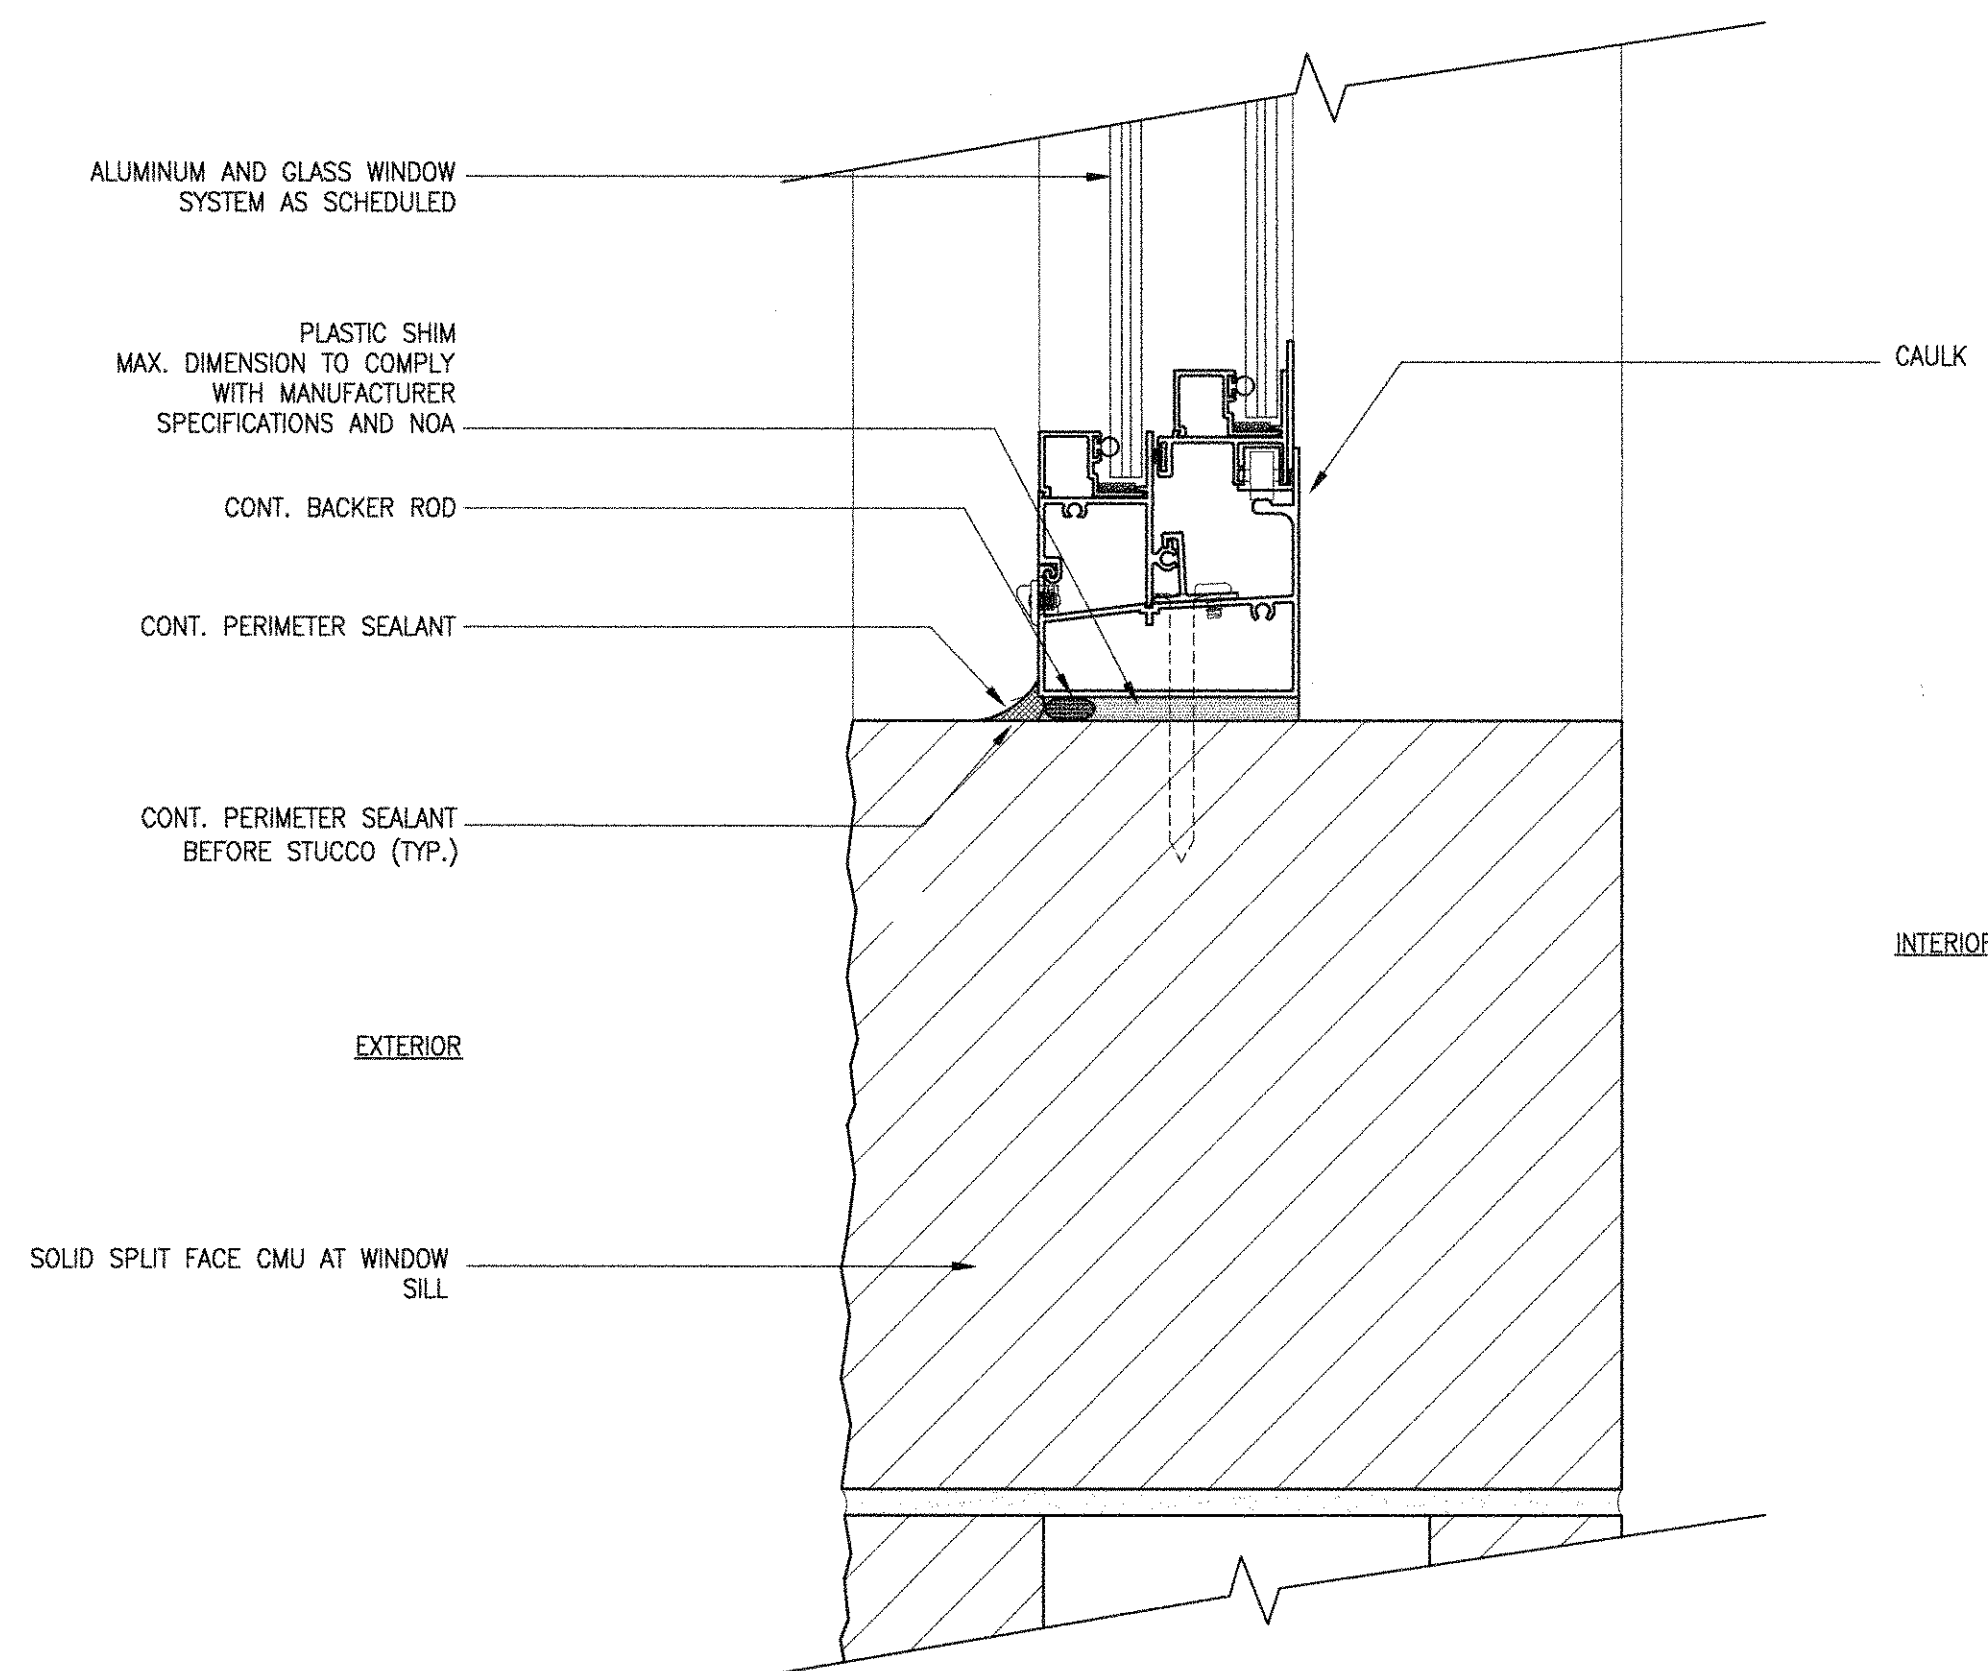 ALUMINUM AND GLASS WINDOW
SYSTEM AS SCHEDULED
PLASTIC SHIM
MAX. DIMENSION TO COMPLY
WITH MANUFACTURER
SPECIFICATIONS AND NOA
CAULK
CONT. BACKER ROD
CONT. PERIMETER SEALANT
CONT. PERIMETER SEALANT
BEFORE STUCCO (TYP.)
INTERIOR
EXTERIOR
SOLID SPLIT FACE CMU AT WINDOW
SILL